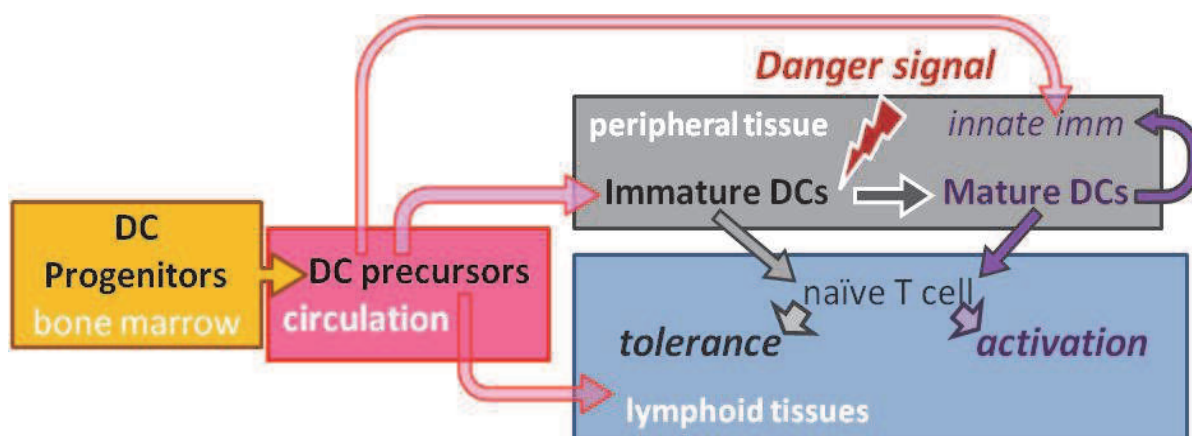 Danger signal
peripheral tissue
innate imm
Immature DCs
Mature DCs
DC
Progenitors
bone marrow
DC precursors
circulation
naïve T cell
tolerance
activation
lymphoid tissues